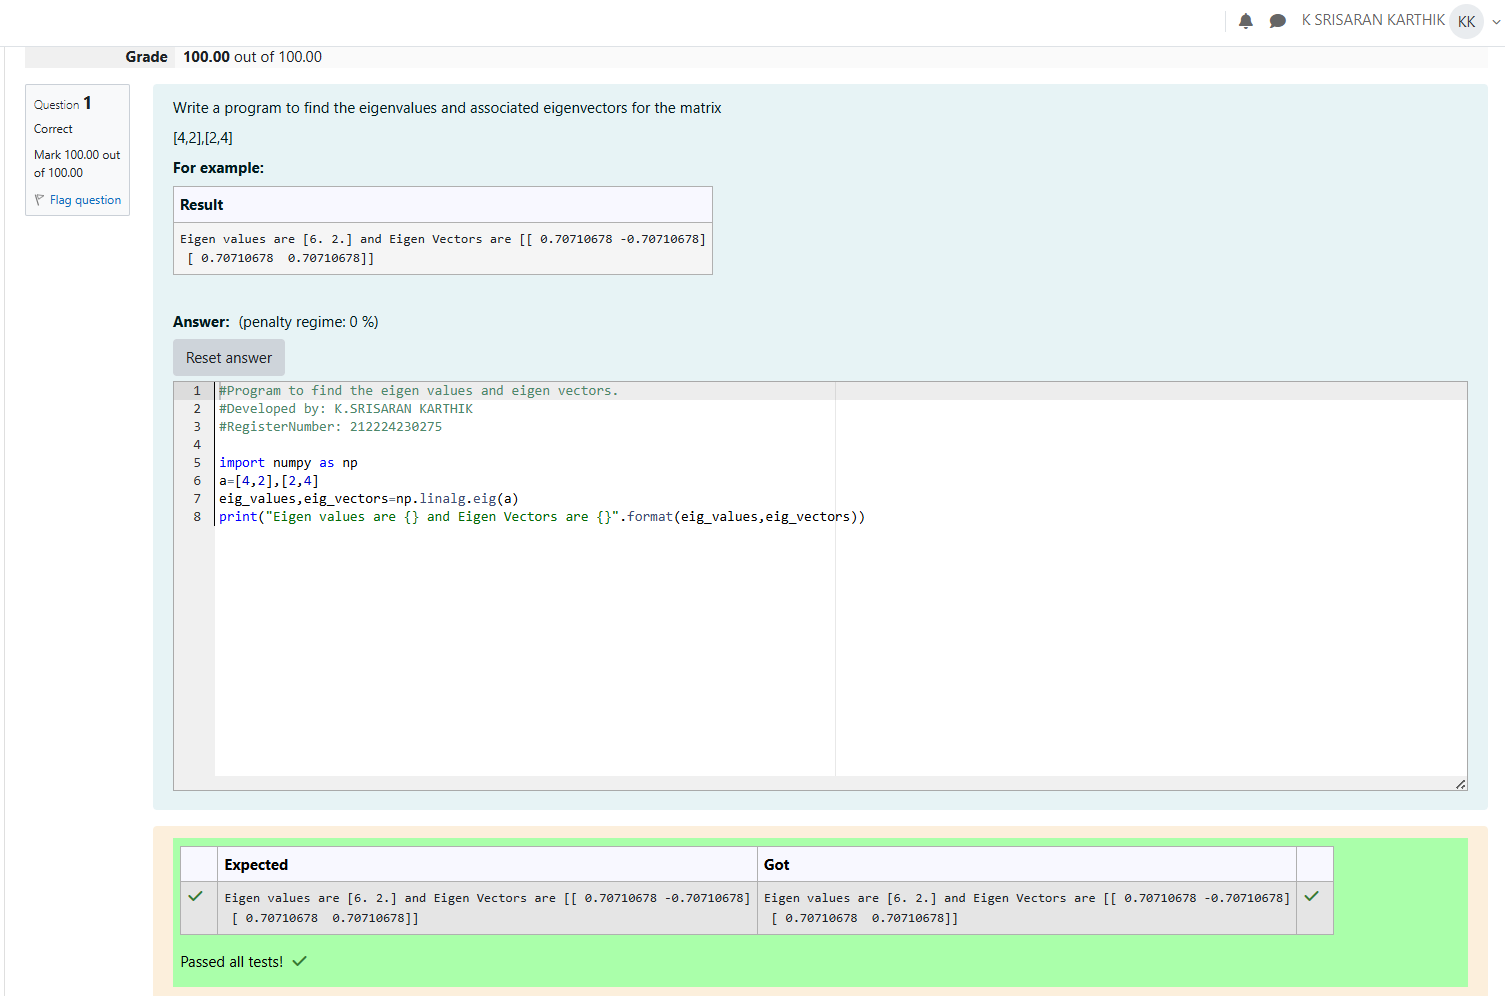 K SRISARAN KARTHIK KK
Grade 100.00 out of 100.00
Question 1
Correct
Mark 100.00 out
of 100.00
Flag question
Write a program to find the eigenvalues and associated eigenvectors for the matrix
[4,2],[2,4]
For example:
Result
Eigen values are [6. 2.] and Eigen Vectors are [[ 0.70710678 -0.70710678]
 [ 0.70710678  0.70710678]]
Answer: (penalty regime: 0 %)
Reset answer
1 #Program to find the eigen values and eigen vectors.
2 #Developed by: K.SRISARAN KARTHIK
3 #RegisterNumber: 212224230275
4
5 import numpy as np
6 a=[4,2],[2,4]
7 eig_values,eig_vectors=np.linalg.eig(a)
8 print("Eigen values are {} and Eigen Vectors are {}".format(eig_values,eig_vectors))
Expected Got
Eigen values are [6. 2.] and Eigen Vectors are [[ 0.70710678 -0.70710678] Eigen values are [6. 2.] and Eigen Vectors are [[ 0.70710678 -0.70710678]
 [ 0.70710678  0.70710678]]  [ 0.70710678  0.70710678]]
Passed all tests!